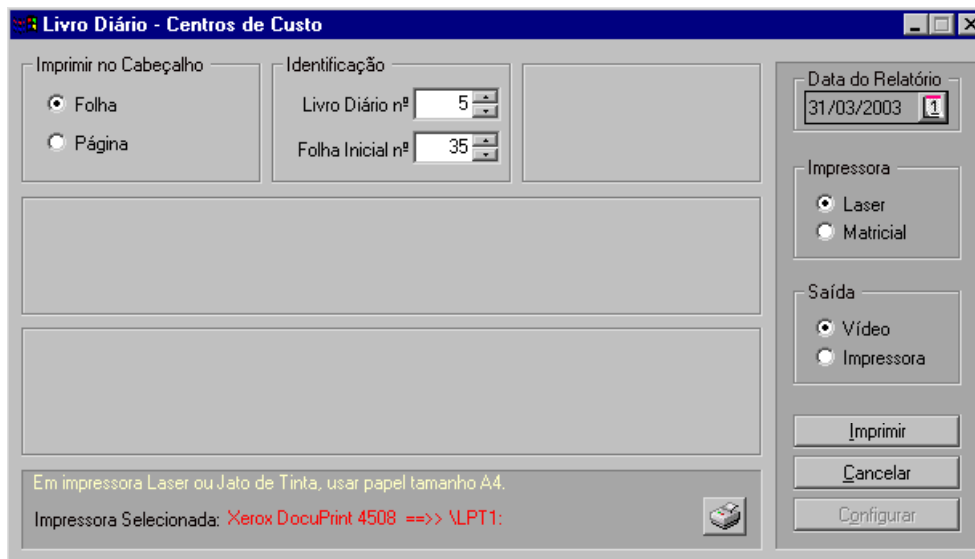 Livro Diário - Centros de Custo
Imprimir no Cabeçalho
Folha
Página
Identificação
Livro Diário nº 5
Folha Inicial nº 35
Data do Relatório
31/03/2003 1
Impressora
Laser
Matricial
Saída
Vídeo
Impressora
Imprimir
Cancelar
Configurar
Em impressora Laser ou Jato de Tinta, usar papel tamanho A4.
Impressora Selecionada: Xerox DocuPrint 4508 ==>> \LPT1: